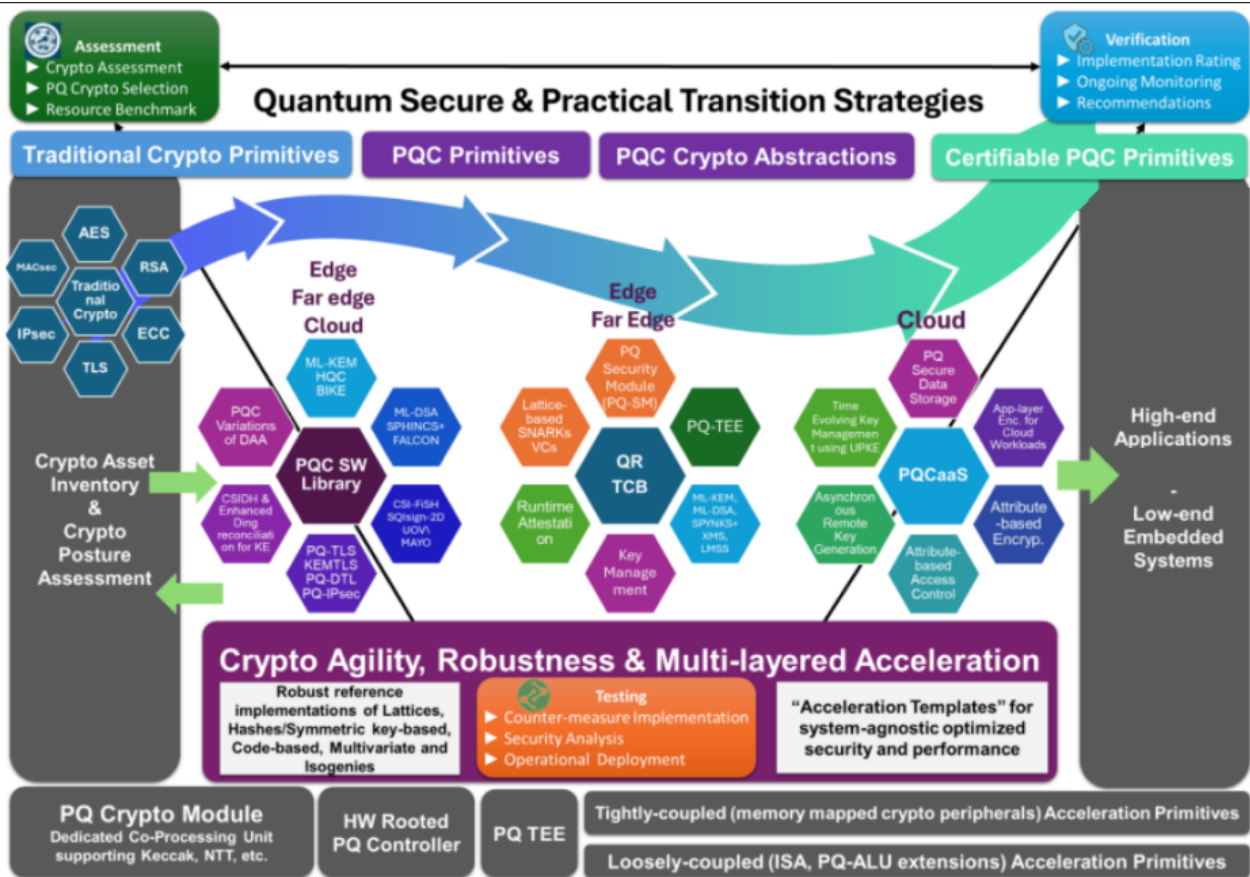 Assessment
► Crypto Assessment
► PQ Crypto Selection
► Resource Benchmark
Verification
► Implementation Rating
► Ongoing Monitoring
► Recommendations
Quantum Secure & Practical Transition Strategies
Traditional Crypto Primitives
PQC Primitives
PQC Crypto Abstractions
Certifiable PQC Primitives
AES
MACsec
RSA
Traditio
nal
Crypto
IPsec
ECC
TLS
Crypto Asset
Inventory
&
Crypto
Posture
Assessment
Edge
Far edge
Cloud
ML-KEM
HQC
BIKE
PQC
Variations
of DAA
ML-DSA
SPHINCS+
FALCON
PQC SW
Library
CSIDH &
Enhanced
Ding
reconciliati
on for KE
CSI-FiSH
SQIsign-2D
UOV\
MAYO
PQ-TLS
KEMTLS
PQ-DTL
PQ-IPsec
Edge
Far Edge
PQ
Security
Module
(PQ-SM)
Lattice-
based
SNARKs
VCs
PQ-TEE
QR
TCB
Runtime
Attestati
on
ML-KEM,
ML-DSA,
SPYNKS+
XMS,
LMSS
Key
Manage
ment
Cloud
PQ
Secure
Data
Storage
Time
Evolving Key
Managemen
t using UPKE
App-layer
Enc. for
Cloud
Workloads
PQCaaS
Asynchron
ous
Remote
Key
Generation
Attribute
-based
Encryp.
Attribute-
based
Access
Control
High-end
Applications
-
Low-end
Embedded
Systems
Crypto Agility, Robustness & Multi-layered Acceleration
Robust reference
implementations of Lattices,
Hashes/Symmetric key-based,
Code-based, Multivariate and
Isogenies
Testing
► Counter-measure Implementation
► Security Analysis
► Operational Deployment
“Acceleration Templates” for
system-agnostic optimized
security and performance
PQ Crypto Module
Dedicated Co-Processing Unit
supporting Keccak, NTT, etc.
HW Rooted
PQ Controller
PQ TEE
Tightly-coupled (memory mapped crypto peripherals) Acceleration Primitives
Loosely-coupled (ISA, PQ-ALU extensions) Acceleration Primitives